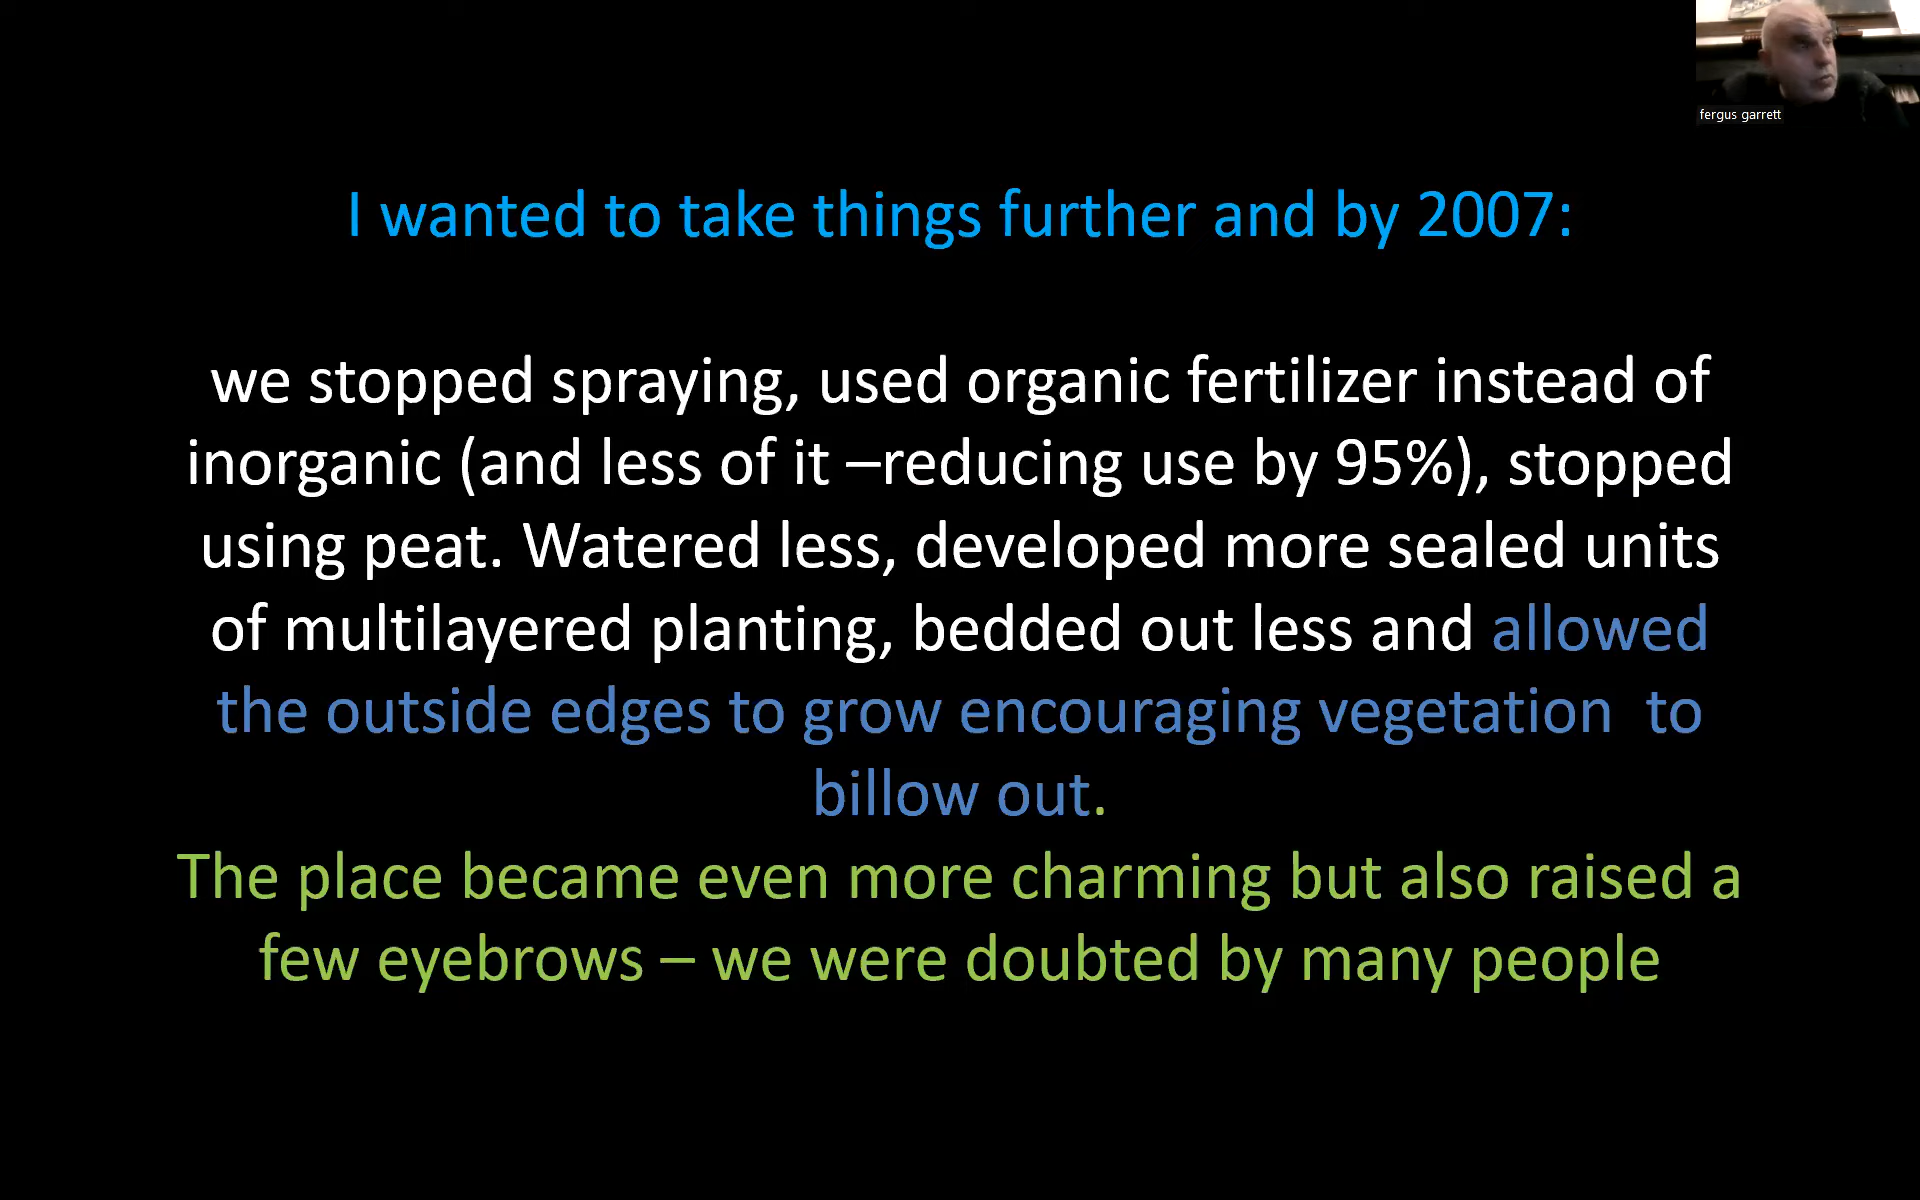 fergus garrett
I wanted to take things further and by 2007:
we stopped spraying, used organic fertilizer instead of
inorganic (and less of it –reducing use by 95%), stopped
using peat. Watered less, developed more sealed units
of multilayered planting, bedded out less and allowed
the outside edges to grow encouraging vegetation  to
billow out.
The place became even more charming but also raised a
few eyebrows – we were doubted by many people